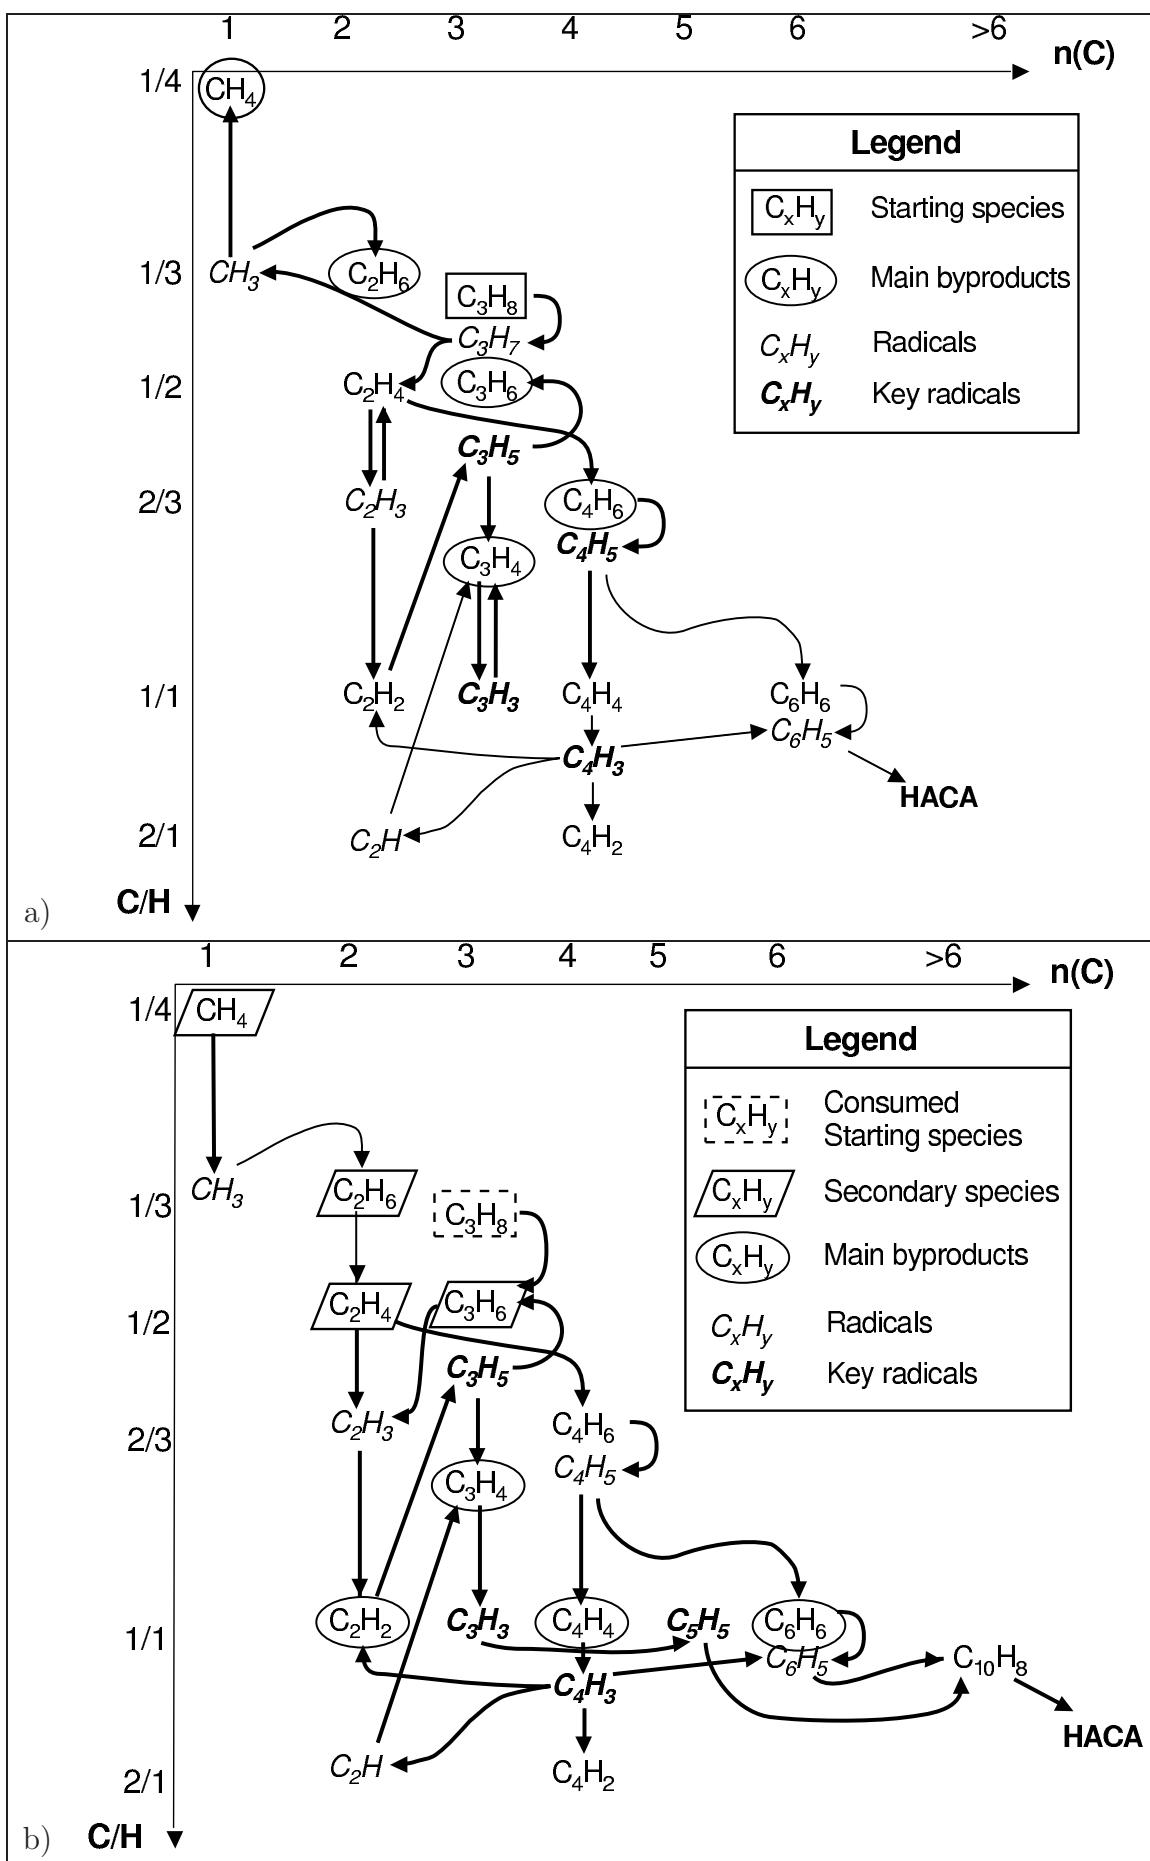 1 2 3 4 5 6 >6
n(C)
1/4 CH4
Legend
CxHy Starting species
1/3 CH3 C2H6 C3H8
CxHy Main byproducts
C3H7
CxHy Radicals
1/2 C2H4 C3H6
CxHy Key radicals
C3H5
2/3 C2H3 C4H6
C4H5
C3H4
1/1 C2H2 C3H3 C4H4 C6H6
C6H5
C4H3
HACA
2/1 C2H C4H2
C/H
a)
1 2 3 4 5 6 >6
n(C)
1/4 CH4
Legend
CxHy Consumed
Starting species
CH3 C2H6
CxHy Secondary species
1/3 C3H8
CxHy Main byproducts
C2H4 C3H6
1/2
CxHy Radicals
C3H5
CxHy Key radicals
C2H3 C4H6
2/3
C4H5
C3H4
C2H2 C3H3 C4H4 C5H5 C6H6
1/1
C6H5 C10H8
C4H3
HACA
C2H C4H2
2/1
C/H
b)